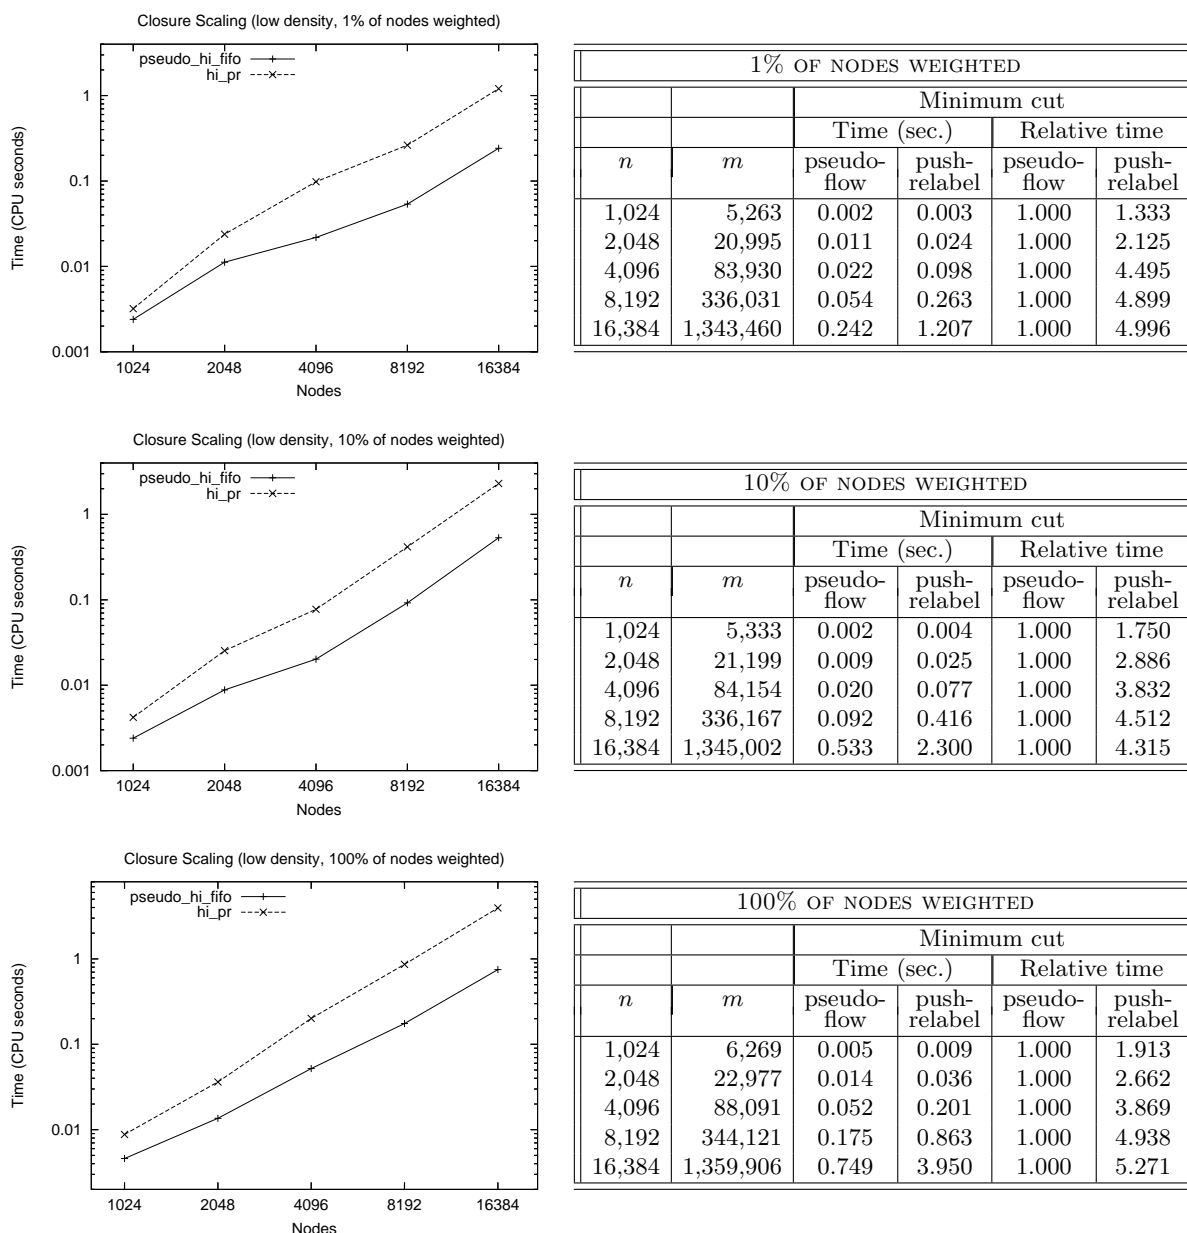 Closure Scaling (low density, 1% of nodes weighted)
pseudo_hi_fifo
hi_pr
Time (CPU seconds)
1
0.1
0.01
0.001
1024 2048 4096 8192 16384
Nodes
1% OF NODES WEIGHTED
Minimum cut
Time (sec.) Relative time
n m pseudo- push- pseudo- push-
flow relabel flow relabel
1,024 5,263 0.002 0.003 1.000 1.333
2,048 20,995 0.011 0.024 1.000 2.125
4,096 83,930 0.022 0.098 1.000 4.495
8,192 336,031 0.054 0.263 1.000 4.899
16,384 1,343,460 0.242 1.207 1.000 4.996
Closure Scaling (low density, 10% of nodes weighted)
pseudo_hi_fifo
hi_pr
Time (CPU seconds)
1
0.1
0.01
0.001
1024 2048 4096 8192 16384
Nodes
10% OF NODES WEIGHTED
Minimum cut
Time (sec.) Relative time
n m pseudo- push- pseudo- push-
flow relabel flow relabel
1,024 5,333 0.002 0.004 1.000 1.750
2,048 21,199 0.009 0.025 1.000 2.886
4,096 84,154 0.020 0.077 1.000 3.832
8,192 336,167 0.092 0.416 1.000 4.512
16,384 1,345,002 0.533 2.300 1.000 4.315
Closure Scaling (low density, 100% of nodes weighted)
pseudo_hi_fifo
hi_pr
Time (CPU seconds)
1
0.1
0.01
1024 2048 4096 8192 16384
Nodes
100% OF NODES WEIGHTED
Minimum cut
Time (sec.) Relative time
n m pseudo- push- pseudo- push-
flow relabel flow relabel
1,024 6,269 0.005 0.009 1.000 1.913
2,048 22,977 0.014 0.036 1.000 2.662
4,096 88,091 0.052 0.201 1.000 3.869
8,192 344,121 0.175 0.863 1.000 4.938
16,384 1,359,906 0.749 3.950 1.000 5.271